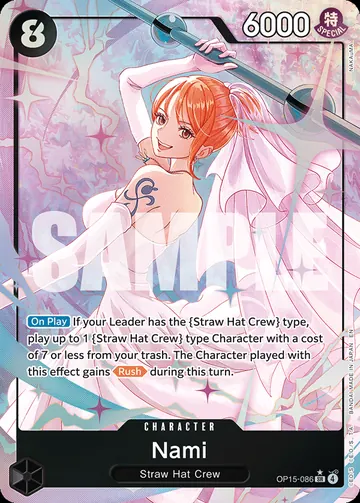 8
6000
特
SPECIAL
SAMPLE
On Play If your Leader has the {Straw Hat Crew} type,
play up to 1 {Straw Hat Crew} type Character with a cost
of 7 or less from your trash. The Character played with
this effect gains Rush during this turn.
CHARACTER
Nami
Straw Hat Crew
OP15-086 SR 4